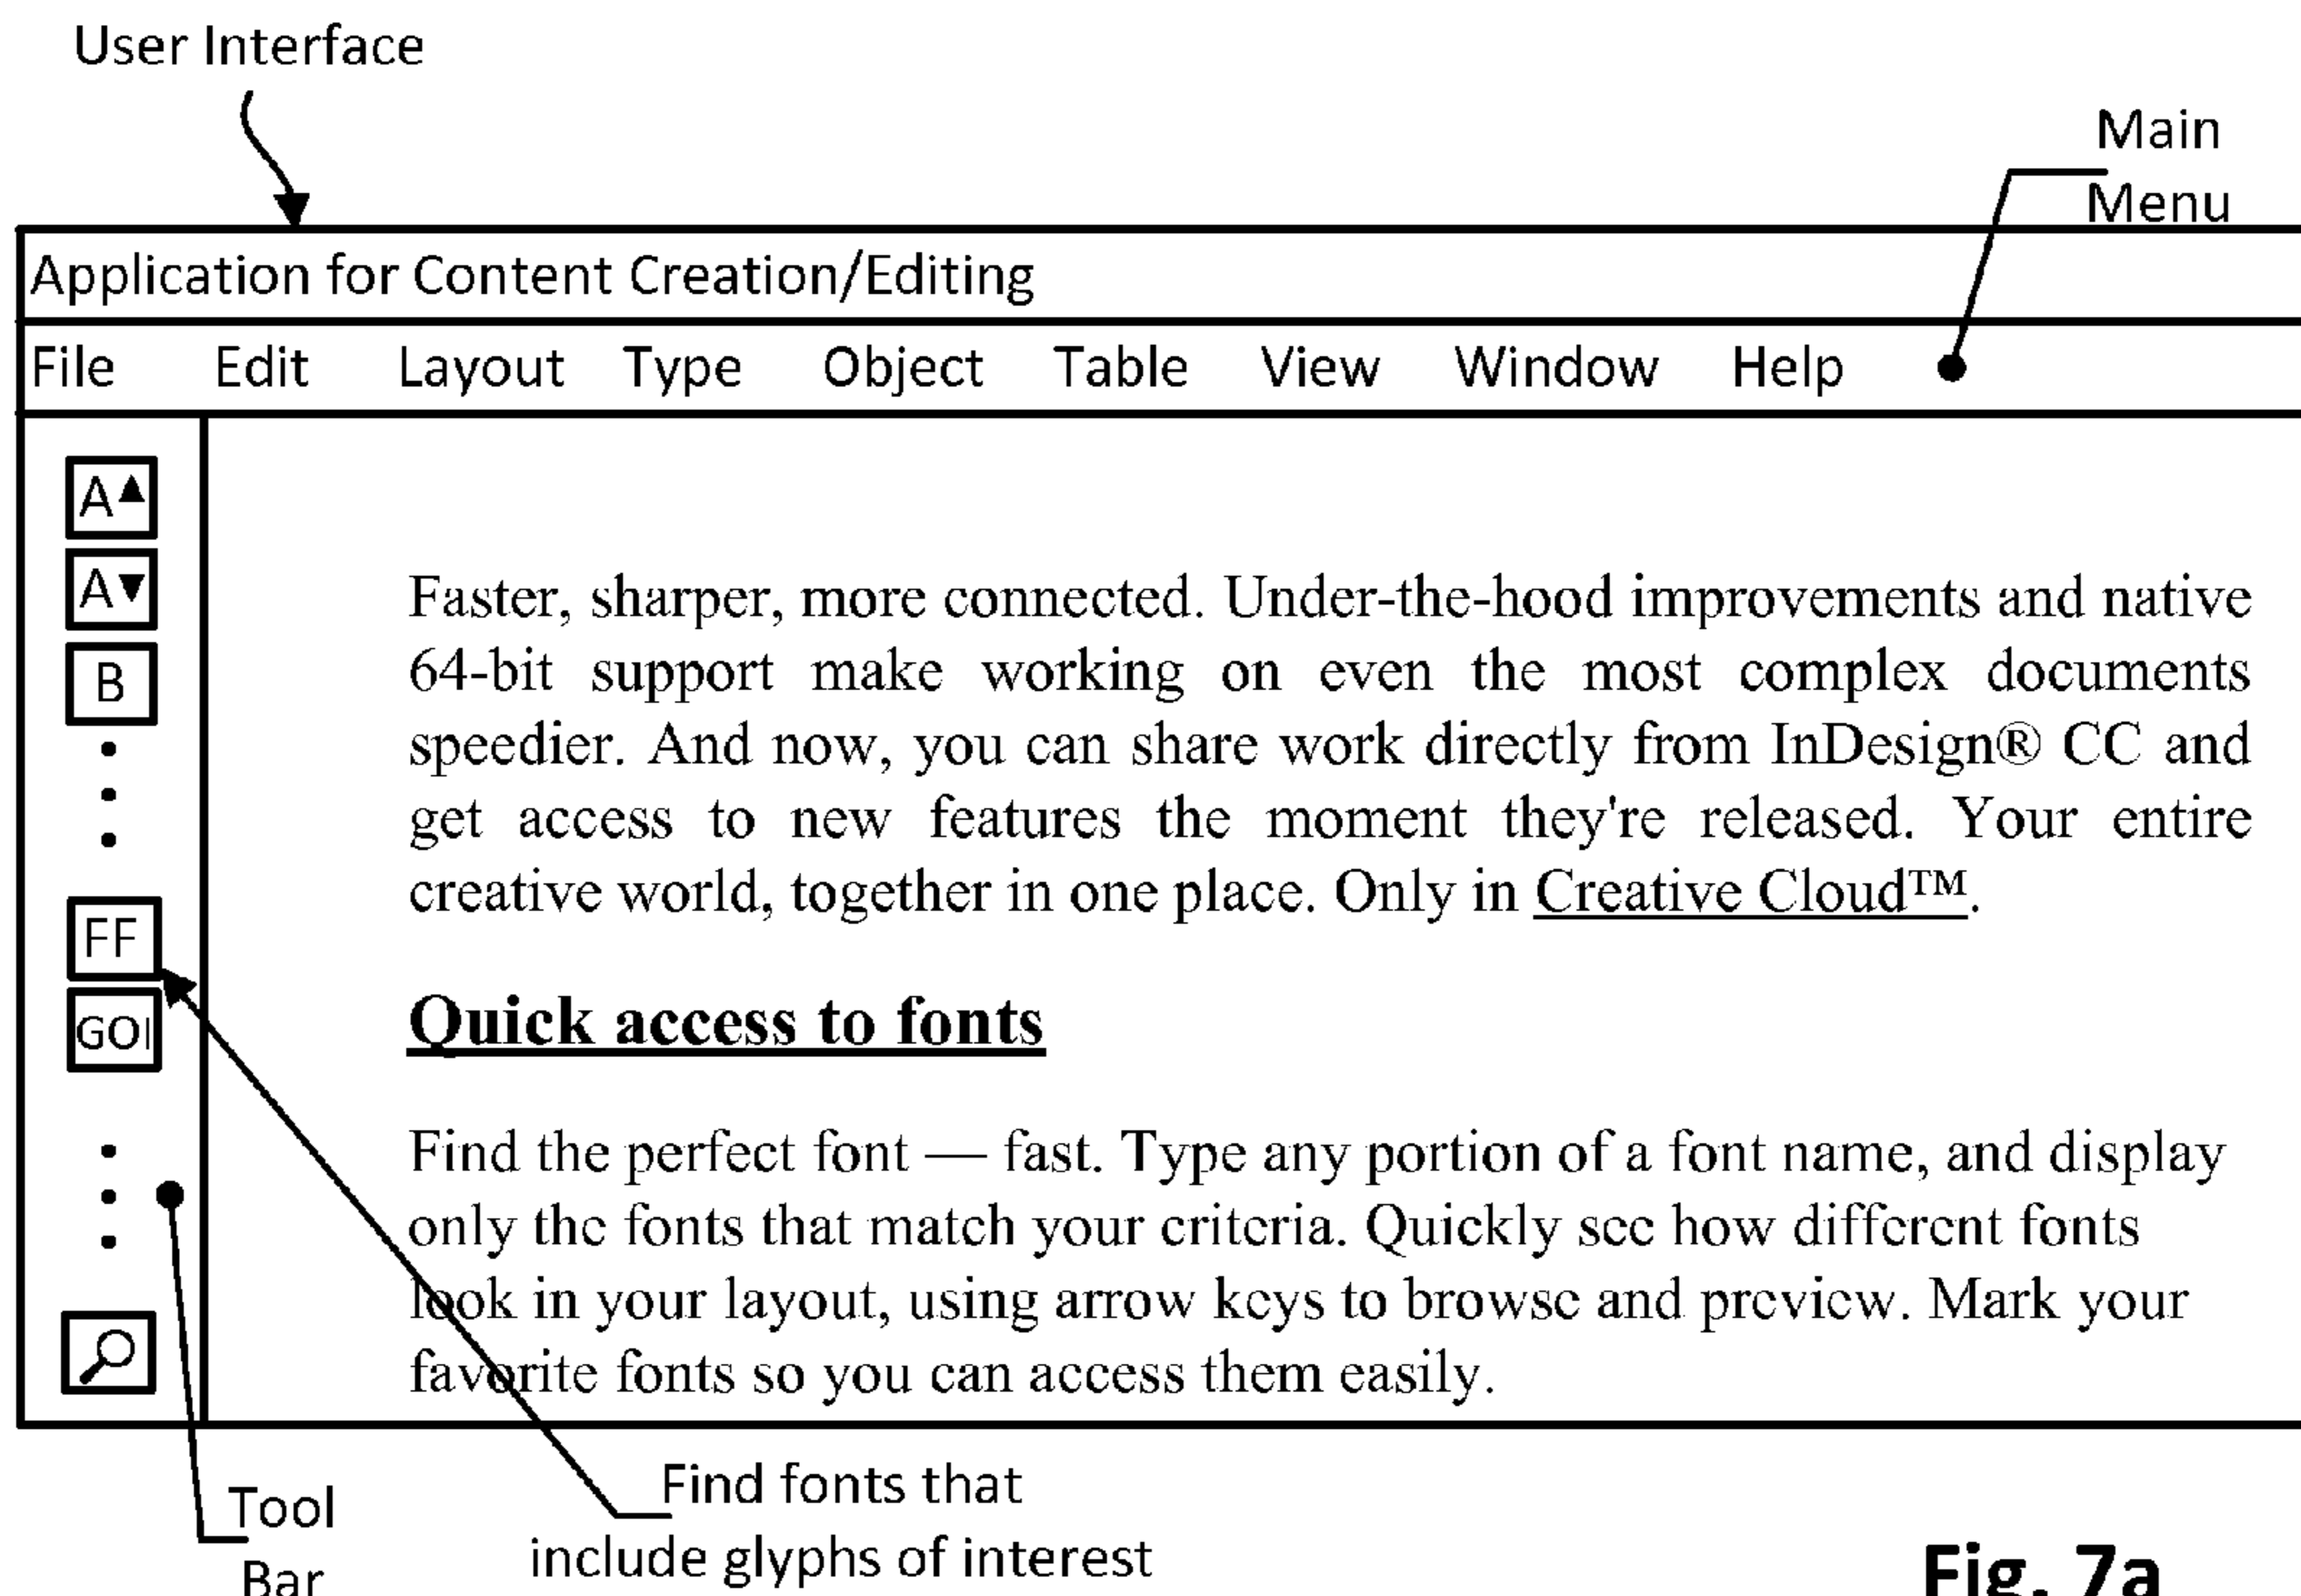 User Interface
Main
Menu
Application for Content Creation/Editing
File Edit Layout Type Object Table View Window Help
A▲
A▼
B
FF
GOI
Faster, sharper, more connected. Under-the-hood improvements and native
64-bit support make working on even the most complex documents
speedier. And now, you can share work directly from InDesign® CC and
get access to new features the moment they're released. Your entire
creative world, together in one place. Only in Creative Cloud™.
Quick access to fonts
Find the perfect font — fast. Type any portion of a font name, and display
only the fonts that match your criteria. Quickly see how different fonts
look in your layout, using arrow keys to browse and preview. Mark your
favorite fonts so you can access them easily.
Tool
Bar
Find fonts that
include glyphs of interest
Fig. 7a